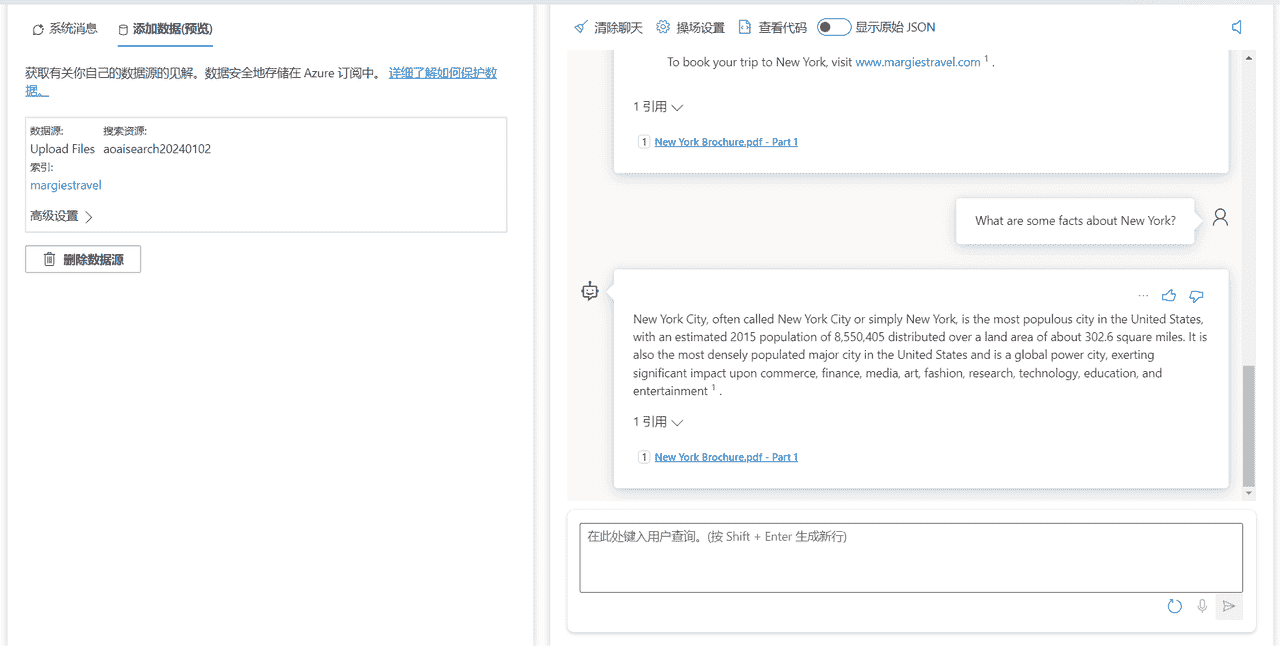 系统消息
添加数据(预览)
获取有关你自己的数据源的见解。数据安全地存储在 Azure 订阅中。 详细了解如何保护数
据。
数据源: 搜索资源:
Upload Files aoaisearch20240102
索引:
margiestravel
高级设置
删除数据源
清除聊天 操场设置 查看代码 显示原始 JSON
To book your trip to New York, visit www.margiestravel.com 1 .
1 引用
1 New York Brochure.pdf - Part 1
What are some facts about New York?
...
New York City, often called New York City or simply New York, is the most populous city in the United States,
with an estimated 2015 population of 8,550,405 distributed over a land area of about 302.6 square miles. It is
also the most densely populated major city in the United States and is a global power city, exerting
significant impact upon commerce, finance, media, art, fashion, research, technology, education, and
entertainment 1 .
1 引用
1 New York Brochure.pdf - Part 1
在此处键入用户查询。(按 Shift + Enter 生成新行)